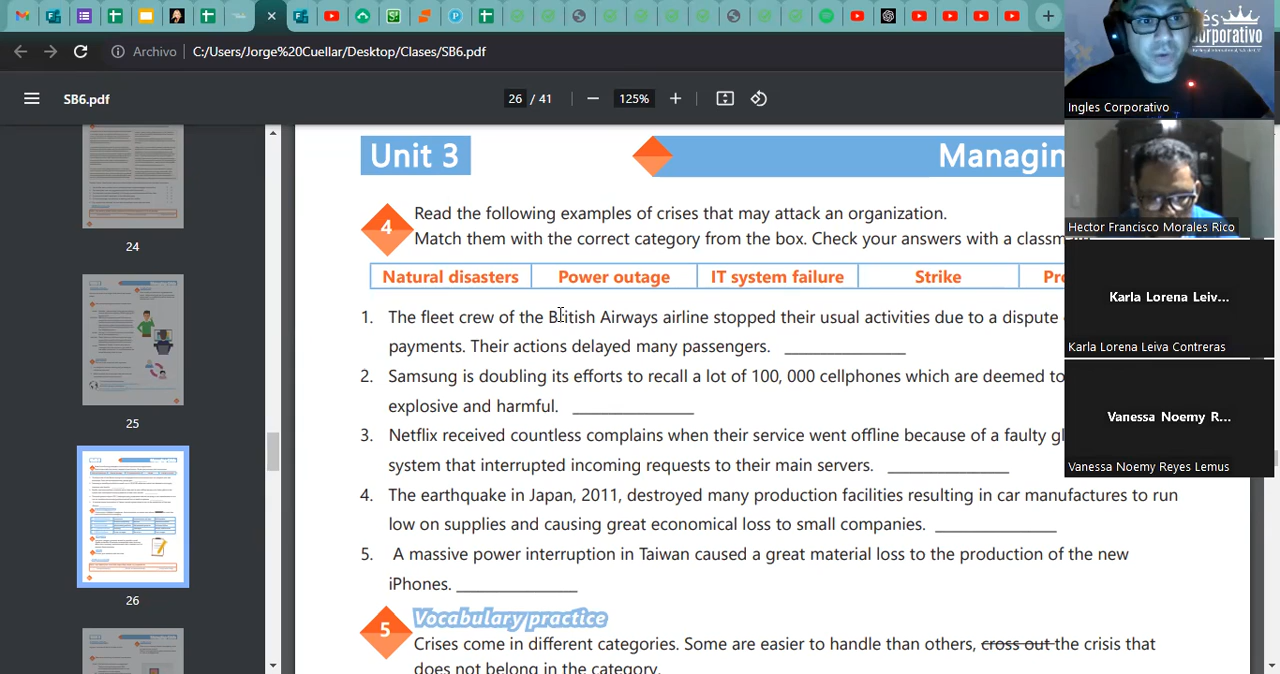 Archivo
C:/Users/Jorge%20Cuellar/Desktop/Clases/SB6.pdf
SB6.pdf
26 / 41
125%
24
25
26
Unit 3
Managin
4
Read the following examples of crises that may attack an organization.
Match them with the correct category from the box. Check your answers with a classm
Natural disasters Power outage IT system failure Strike Pro
1. The fleet crew of the British Airways airline stopped their usual activities due to a dispute
payments. Their actions delayed many passengers. _______________
2. Samsung is doubling its efforts to recall a lot of 100, 000 cellphones which are deemed to
explosive and harmful. _______________
3. Netflix received countless complains when their service went offline because of a faulty gl
system that interrupted incoming requests to their main servers. _______________
4. The earthquake in Japan, 2011, destroyed many production facilities resulting in car manufactures to run
low on supplies and causing great economical loss to small companies. _______________
5. A massive power interruption in Taiwan caused a great material loss to the production of the new
iPhones. _______________
5
Vocabulary practice
Crises come in different categories. Some are easier to handle than others, cross out the crisis that
does not belong in the category.
és
Corporativo
Ingles Corporativo
Hector Francisco Morales Rico
Karla Lorena Leiv...
Karla Lorena Leiva Contreras
Vanessa Noemy R...
Vanessa Noemy Reyes Lemus